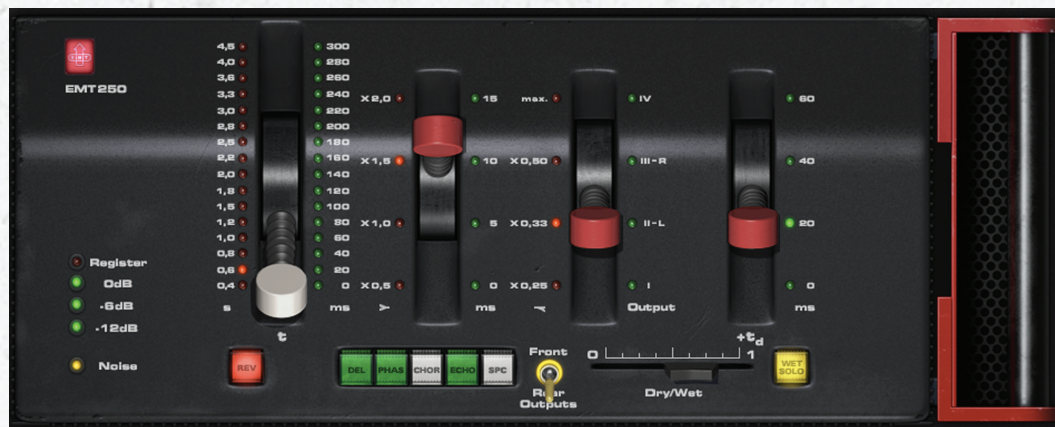 EMT
EMT250
4,5 300
4,0 280
3,6 260
3,3 240
3,0 220
2,8 200
2,5 180
2,2 160
2,0 140
1,8 120
1,5 100
1,2 80
1,0 60
0,8 40
0,6 20
0,4 0
s ms
t
X2,0 15
X1,5 10
X1,0 5
X0,5 0
ms
max. IV
X0,50 III-R
X0,33 II-L
X0,25 I
Output
60
40
20
0
ms
+td
Register
0dB
-6dB
-12dB
Noise
REV
DEL PHAS CHOR ECHO SPC
Front
Rear
Outputs
0 1
Dry/Wet
WET
SOLO